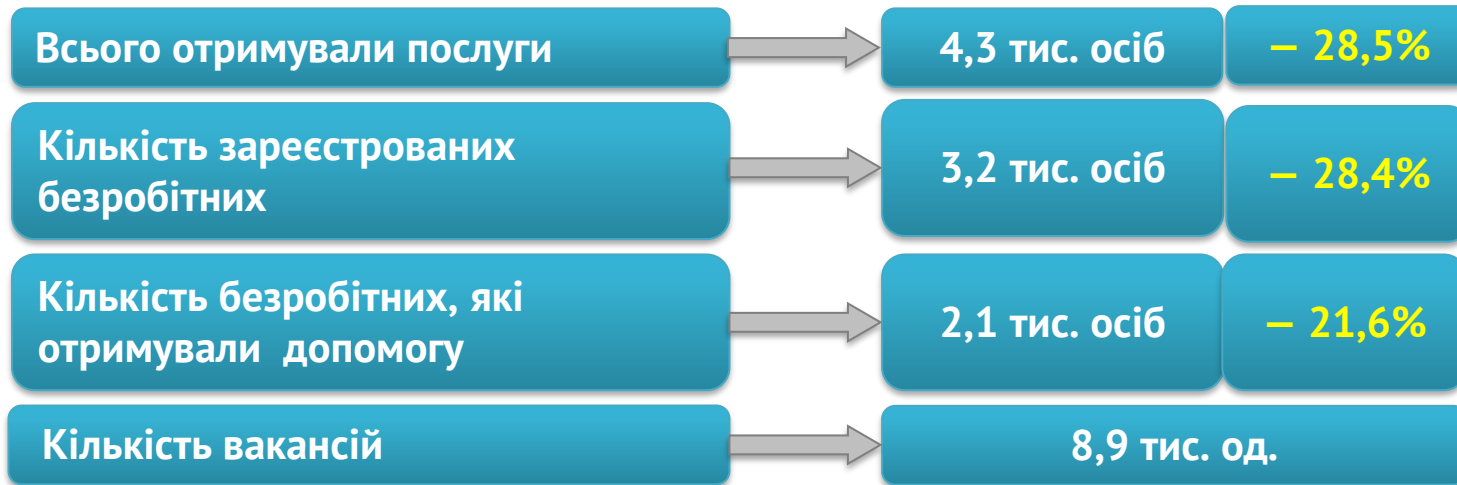 Всього отримували послуги
4,3 тис. осіб
– 28,5%
Кількість зареєстрованих
безробітних
3,2 тис. осіб
– 28,4%
Кількість безробітних, які
отримували допомогу
2,1 тис. осіб
– 21,6%
Кількість вакансій
8,9 тис. од.